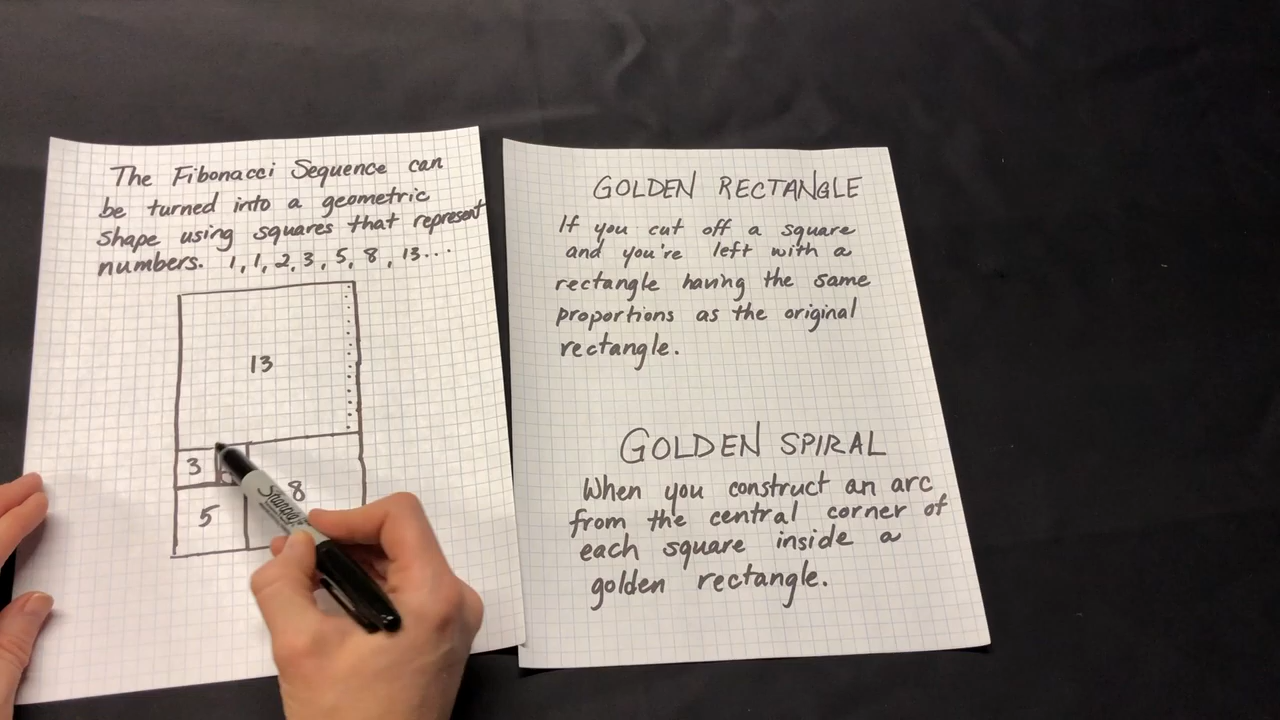 The Fibonacci Sequence can
be turned into a geometric
shape using squares that represent
numbers. 1, 1, 2, 3, 5, 8, 13...
13
3
8
5
Sharpie
GOLDEN RECTANGLE
If you cut off a square
and you're left with a
rectangle having the same
proportions as the original
rectangle.
GOLDEN SPIRAL
When you construct an arc
from the central corner of
each square inside a
golden rectangle.